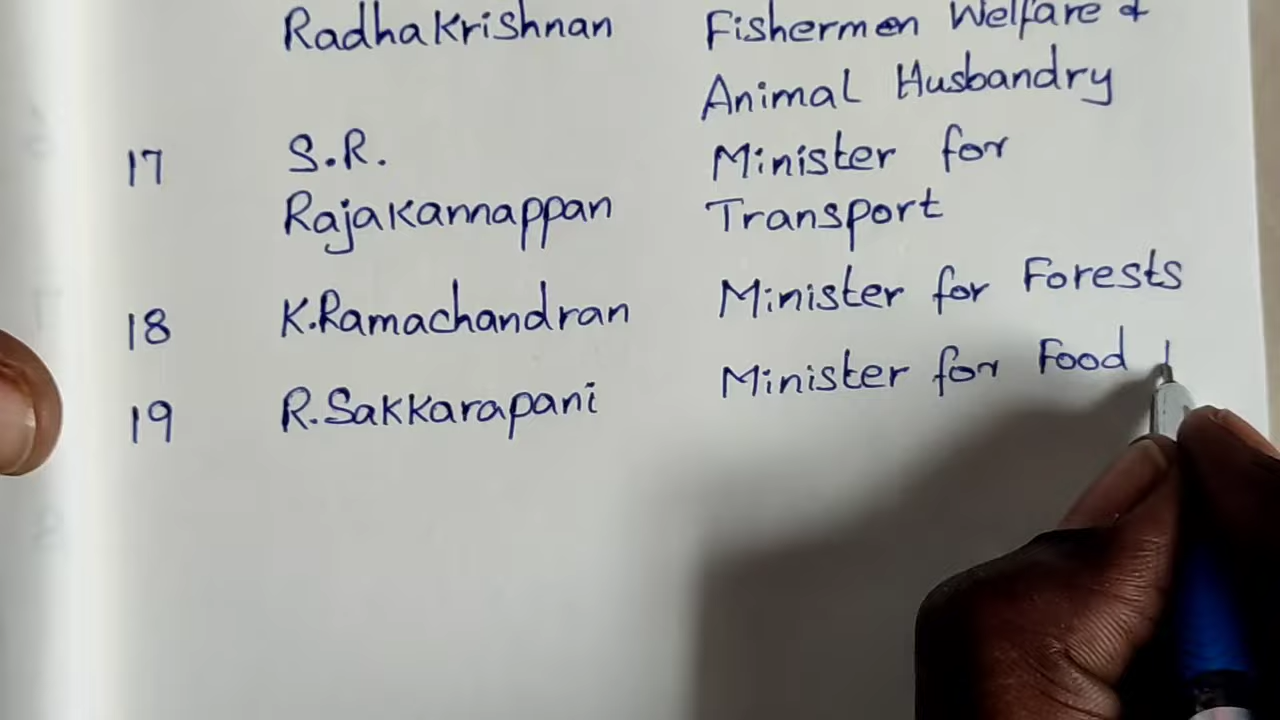 Radhakrishnan Fishermen Welfare &
Animal Husbandry
17 S.R. Minister for
Rajakannappan Transport
18 K.Ramachandran Minister for Forests
19 R.Sakkarapani Minister for Food